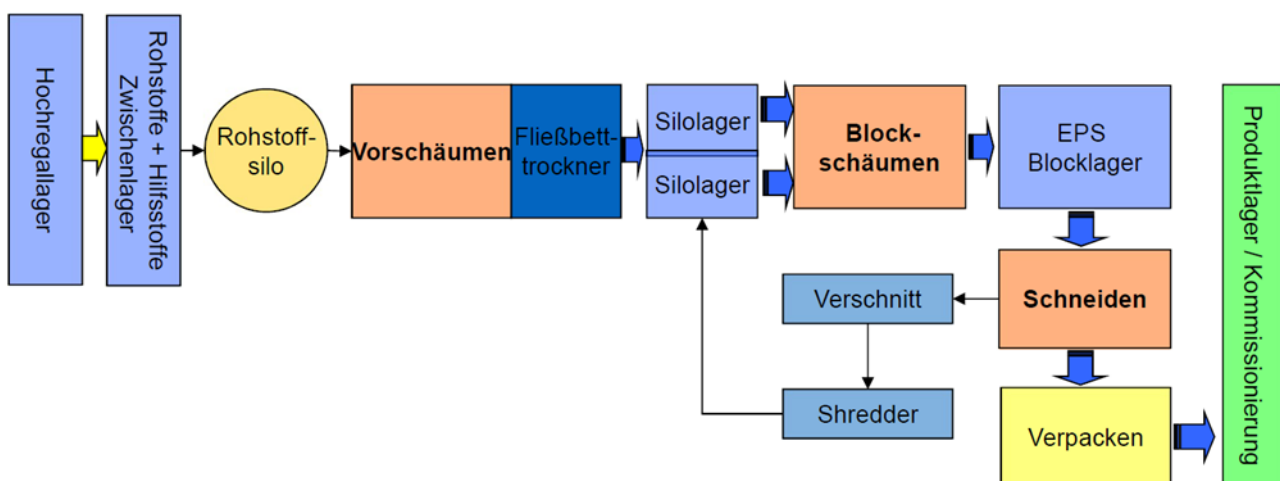 Hochregallager
Rohstoffe + Hilfsstoffe
Zwischenlager
Rohstoff-
silo
Vorschäumen
Fließbett-
trockner
Silolager
Silolager
Block-
schäumen
EPS
Blocklager
Schneiden
Verschnitt
Shredder
Verpacken
Produktlager / Kommissionierung